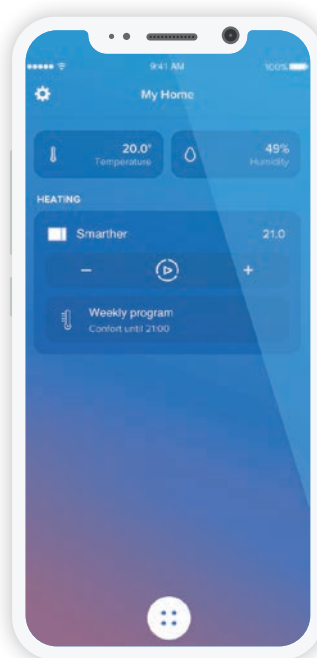 9:41 AM
100%
My Home
20.0°
Temperature
49%
Humidity
HEATING
Smarther
21.0
− +
Weekly program
Confort until 21:00